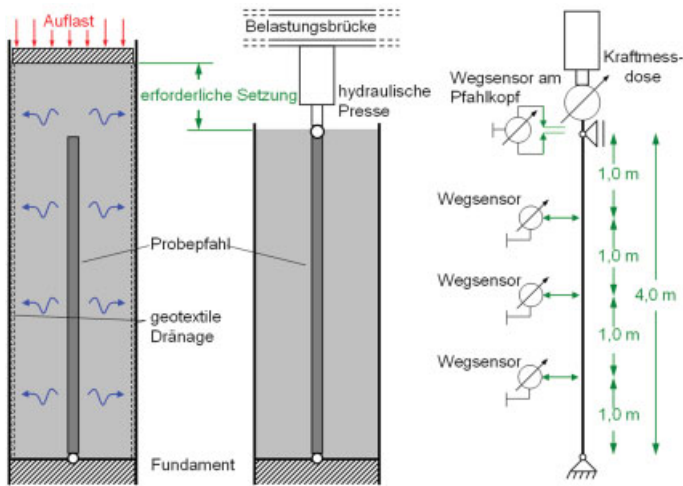 Auflast
Belastungsbrücke
erforderliche Setzung
hydraulische
Presse
Probepfahl
geotextile
Dränage
Fundament
Kraftmess-
dose
Wegsensor am
Pfahlkopf
1,0 m
Wegsensor
1,0 m
Wegsensor
4,0 m
1,0 m
Wegsensor
1,0 m